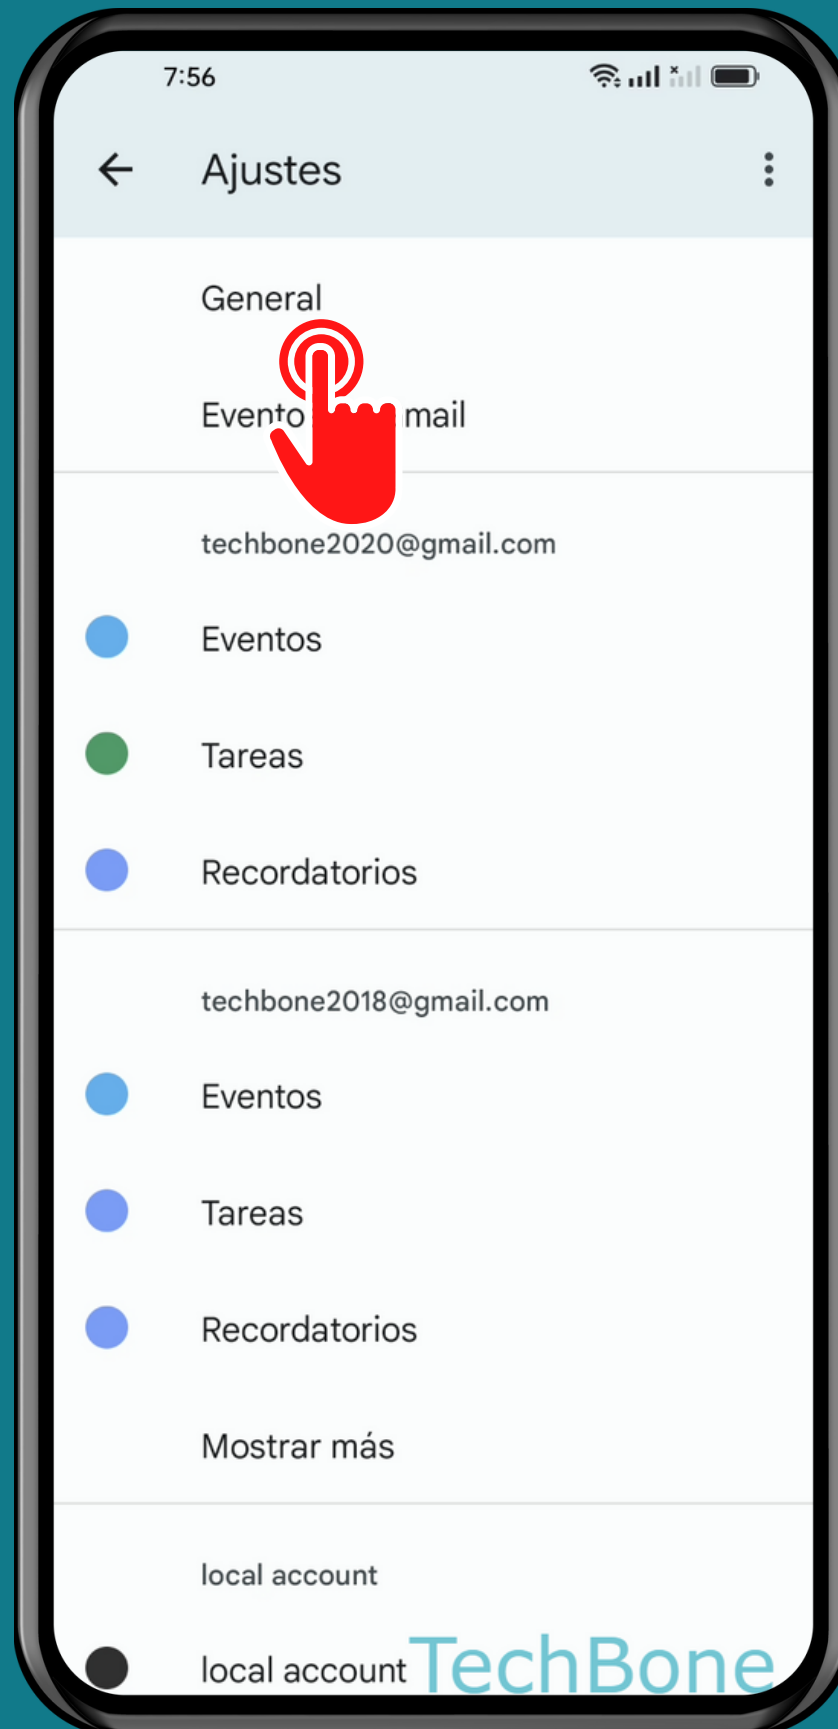 7:56
Ajustes
General
Evento mail
techbone2020@gmail.com
Eventos
Tareas
Recordatorios
techbone2018@gmail.com
Eventos
Tareas
Recordatorios
Mostrar más
local account
local account
TechBone